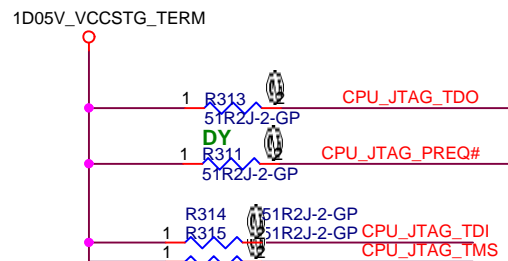 1D05V_VCCSTG_TERM
1 R313 2 CPU_JTAG_TDO
51R2J-2-GP
DY
1 R311 2 CPU_JTAG_PREQ#
51R2J-2-GP
R314 51R2J-2-GP
1 R315 51R2J-2-GP CPU_JTAG_TDI
1 CPU_JTAG_TMS